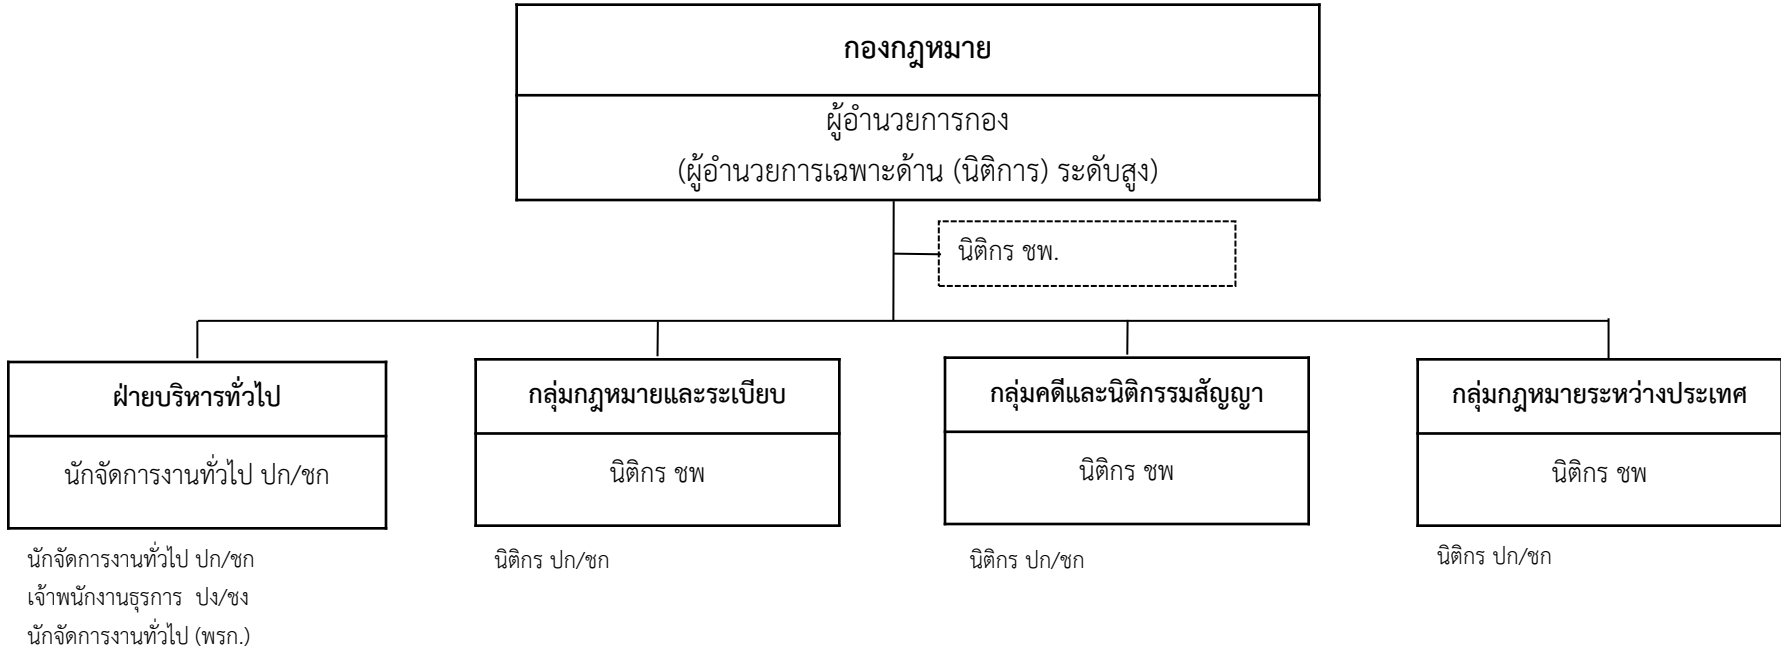 กองกฎหมาย
ผู้อำนวยการกอง
(ผู้อำนวยการเฉพาะด้าน (นิติการ) ระดับสูง)
นิติกร ชพ.
ฝ่ายบริหารทั่วไป
นักจัดการงานทั่วไป ปก/ชก
นักจัดการงานทั่วไป ปก/ชก
เจ้าพนักงานธุรการ ปง/ชง
นักจัดการงานทั่วไป (พรก.)
กลุ่มกฎหมายและระเบียบ
นิติกร ชพ
นิติกร ปก/ชก
กลุ่มคดีและนิติกรรมสัญญา
นิติกร ชพ
นิติกร ปก/ชก
กลุ่มกฎหมายระหว่างประเทศ
นิติกร ชพ
นิติกร ปก/ชก